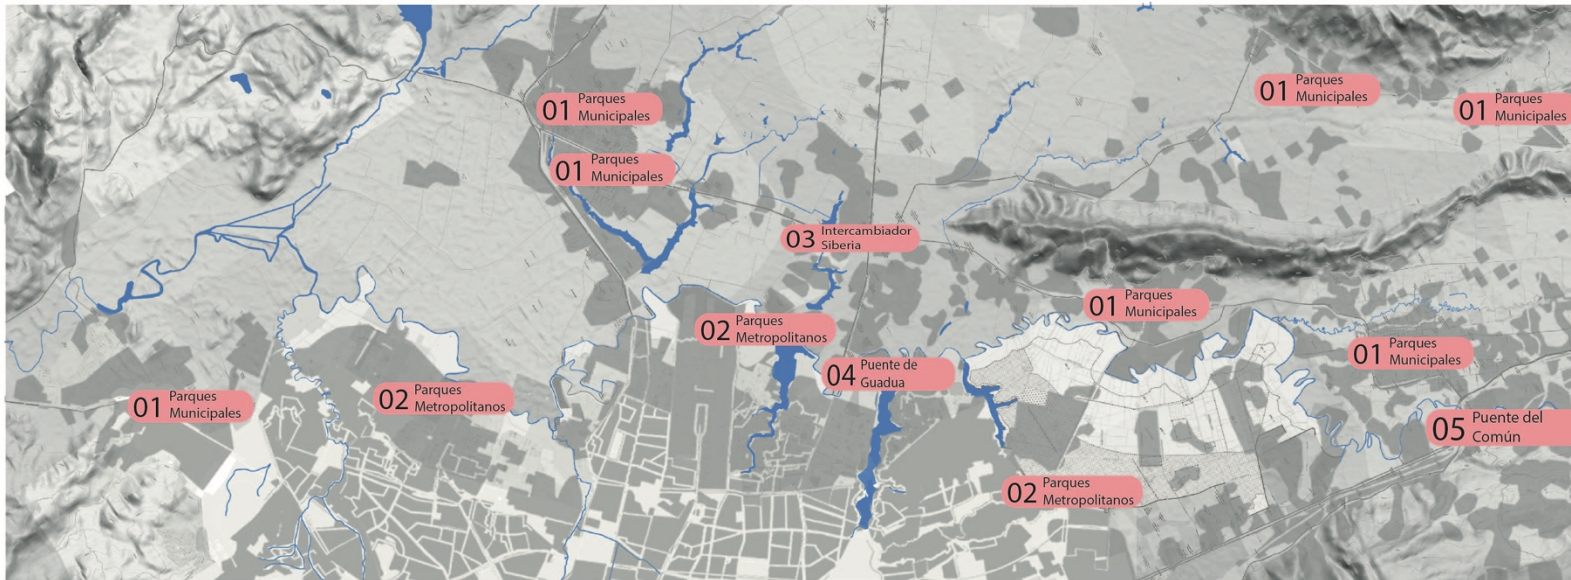 01 Parques
Municipales
01 Parques
Municipales
01 Parques
Municipales
01 Parques
Municipales
03 Intercambiador
Siberia
01 Parques
Municipales
02 Parques
Metropolitanos
01 Parques
Municipales
04 Puente de
Guadua
02 Parques
Metropolitanos
01 Parques
Municipales
05 Puente del
Común
02 Parques
Metropolitanos